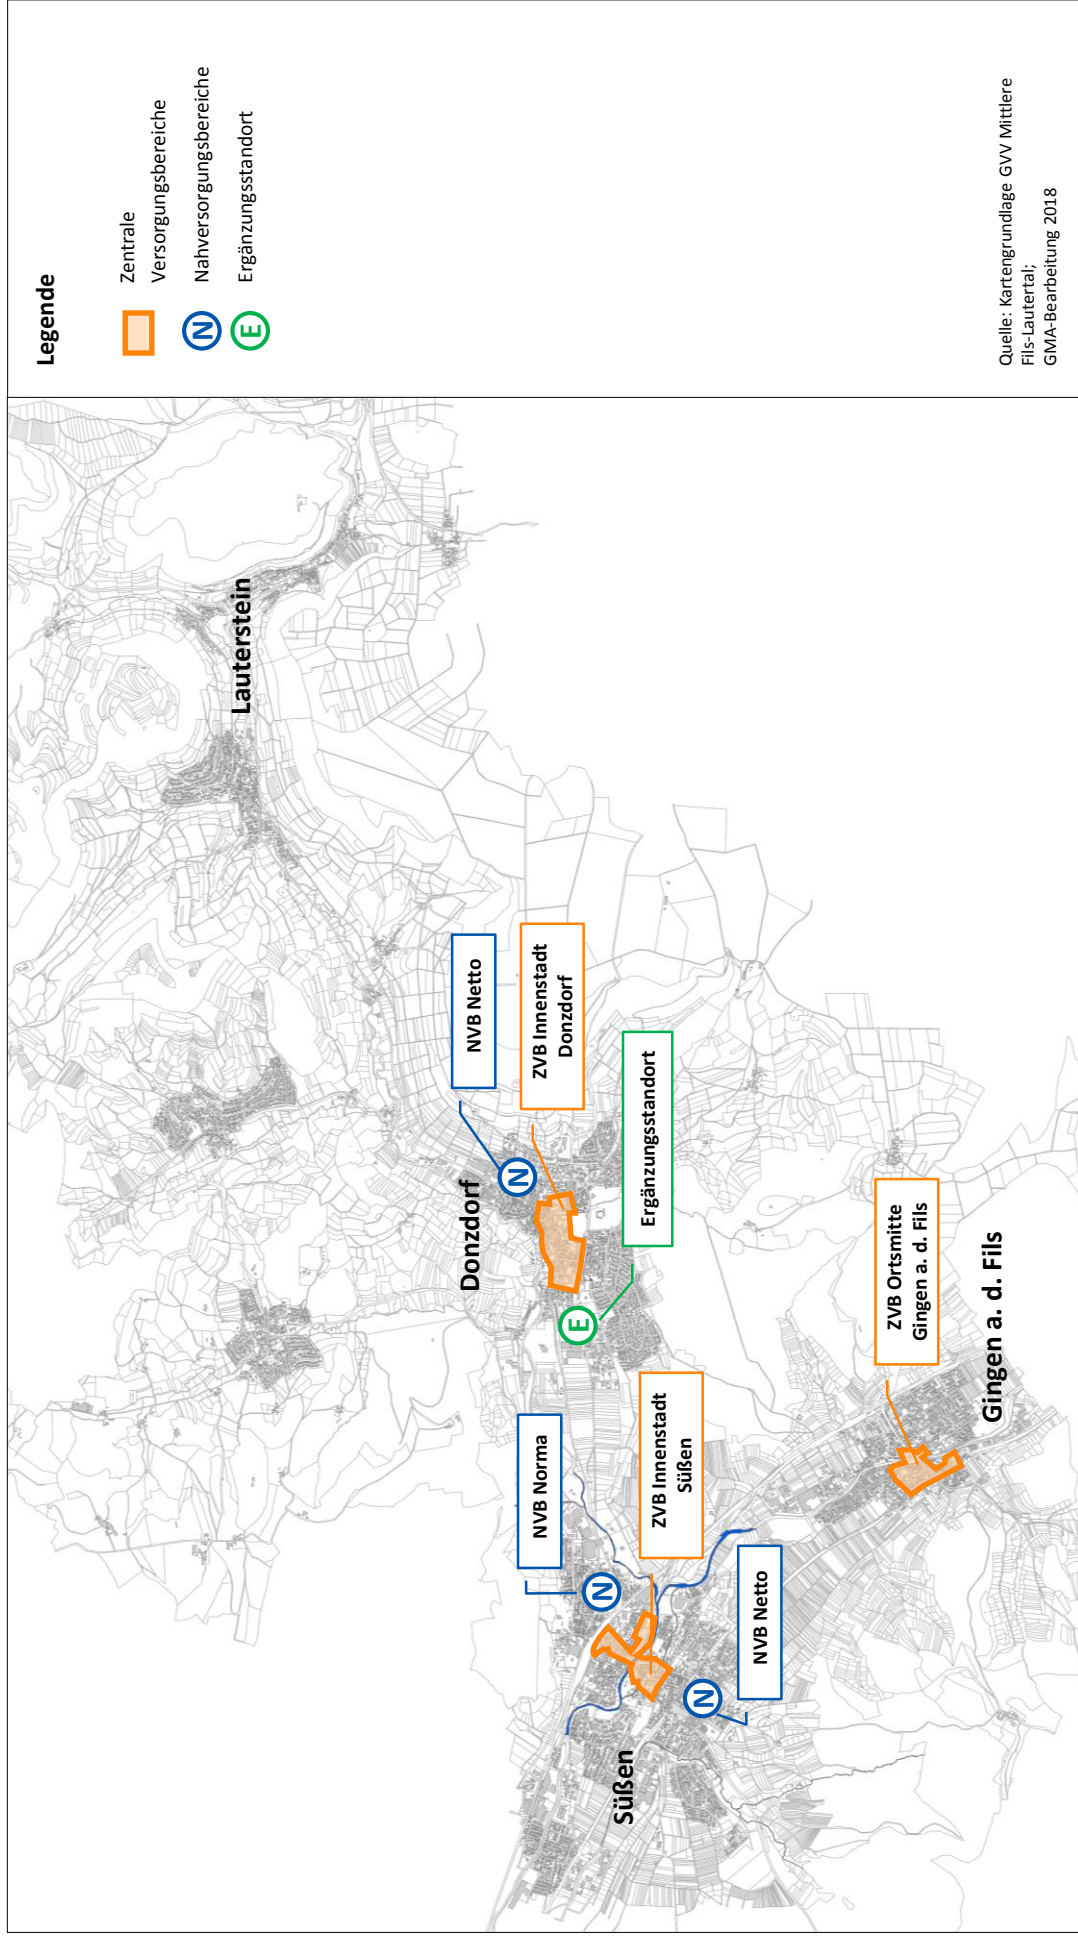 Legende
Zentrale
Versorgungsbereiche
N
Nahversorgungsbereiche
E
Ergänzungsstandort
Lauterstein
Donzdorf
N
NVB Netto
ZVB Innenstadt
Donzdorf
E
Ergänzungsstandort
NVB Norma
N
ZVB Innenstadt
Süßen
Süßen
N
NVB Netto
ZVB Ortsmitte
Gingen a. d. Fils
Gingen a. d. Fils
Quelle: Kartengrundlage GVV Mittlere
Fils-Lautertal;
GMA-Bearbeitung 2018